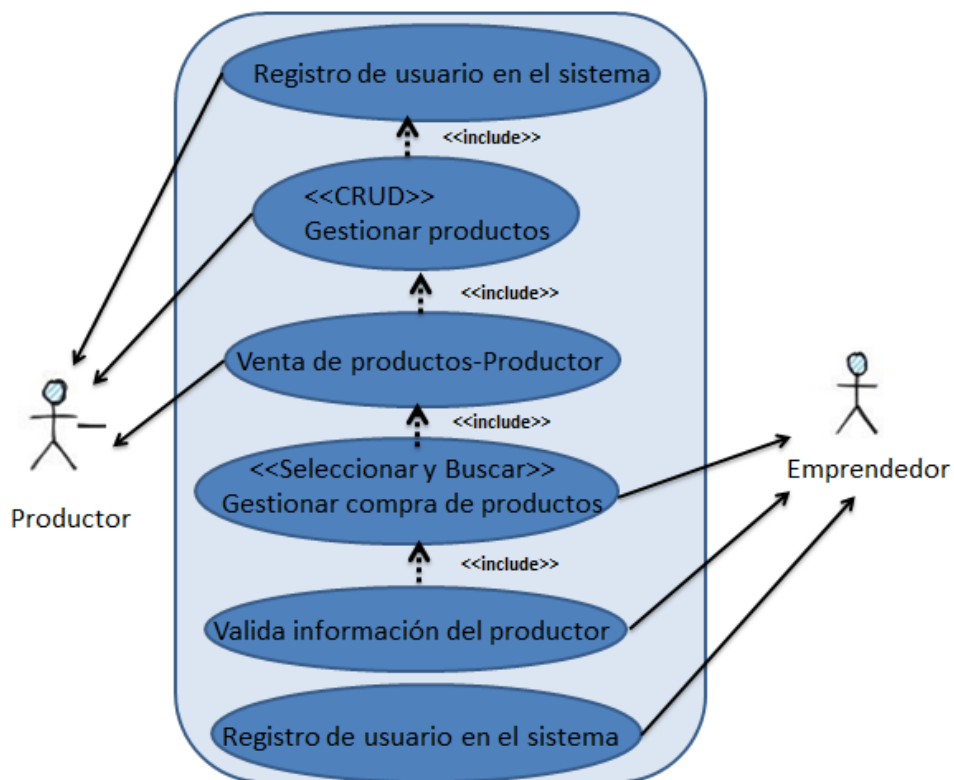 Registro de usuario en el sistema
<<include>>
<<CRUD>>
Gestionar productos
<<include>>
Venta de productos-Productor
<<include>>
<<Seleccionar y Buscar>>
Gestionar compra de productos
Emprendedor
Productor
<<include>>
Valida información del productor
Registro de usuario en el sistema